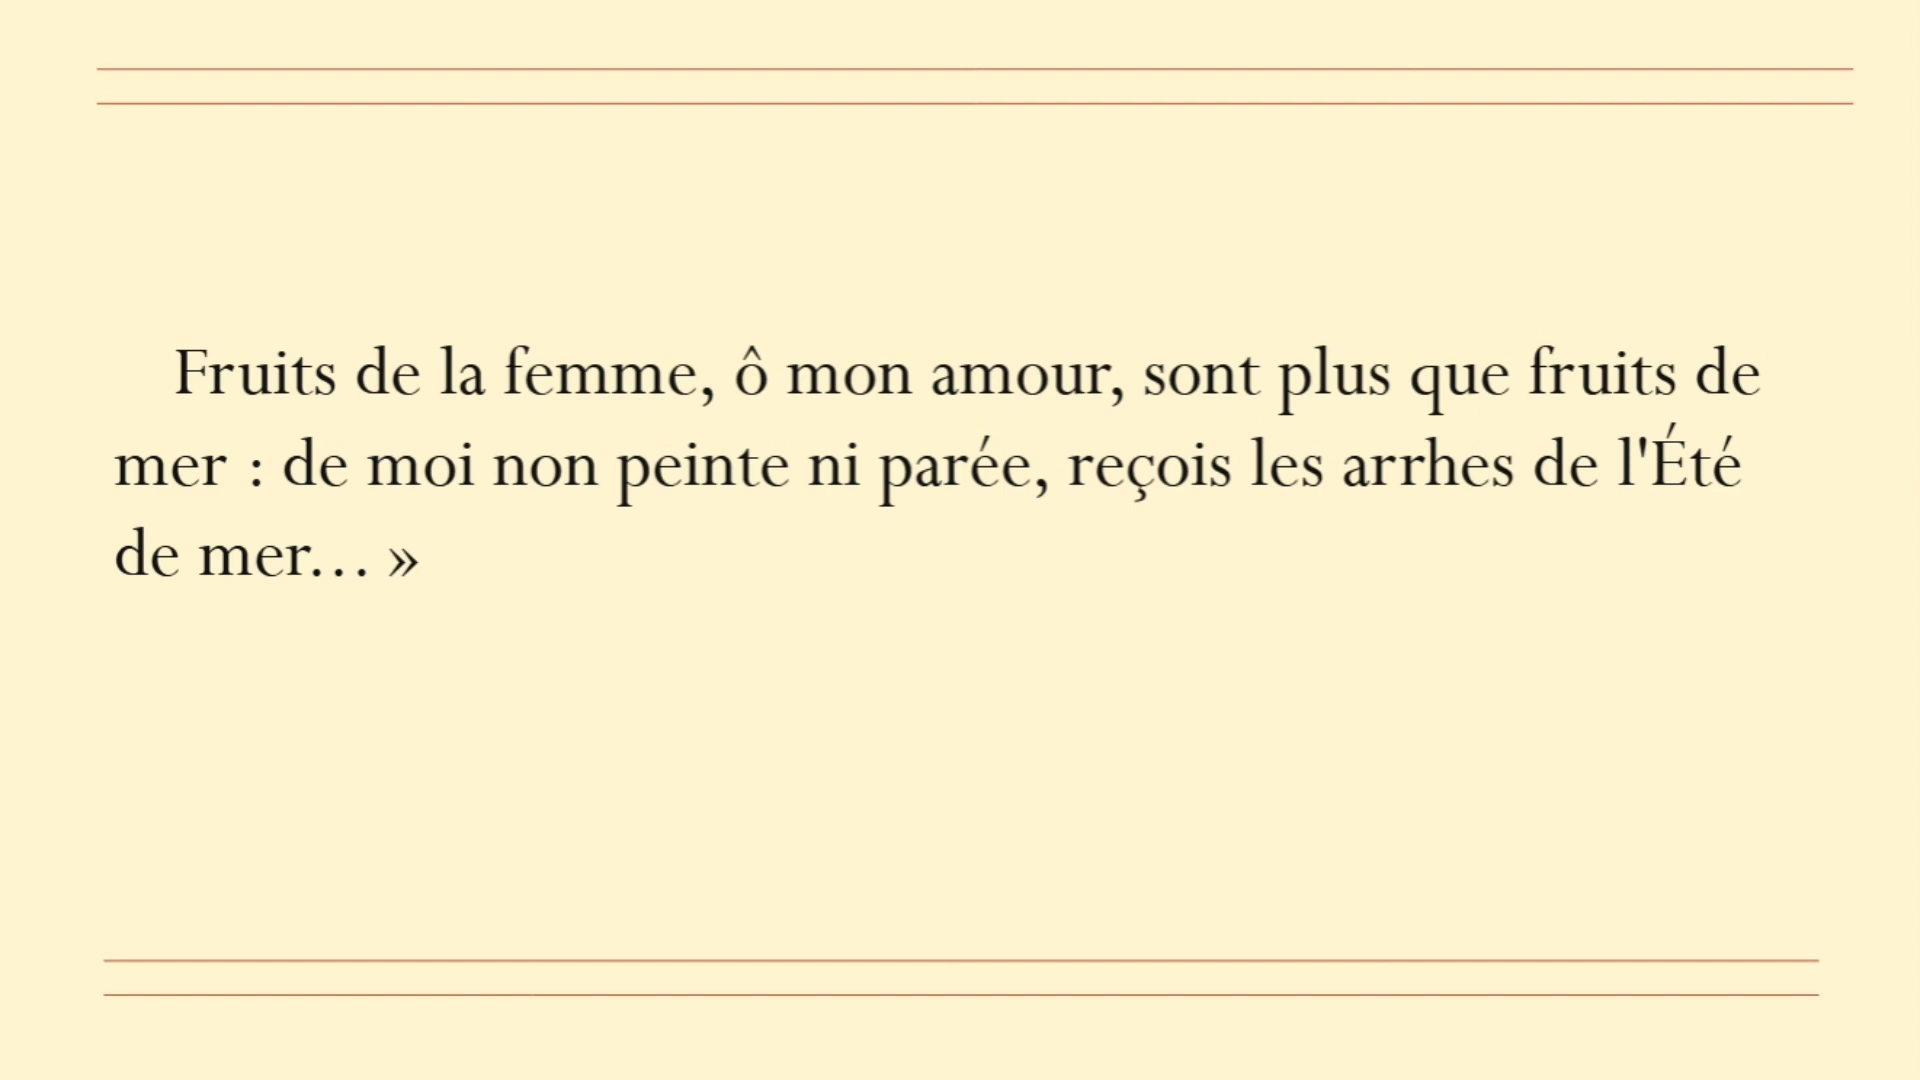 Fruits de la femme, ô mon amour, sont plus que fruits de
mer : de moi non peinte ni parée, reçois les arrhes de l'Été
de mer… »